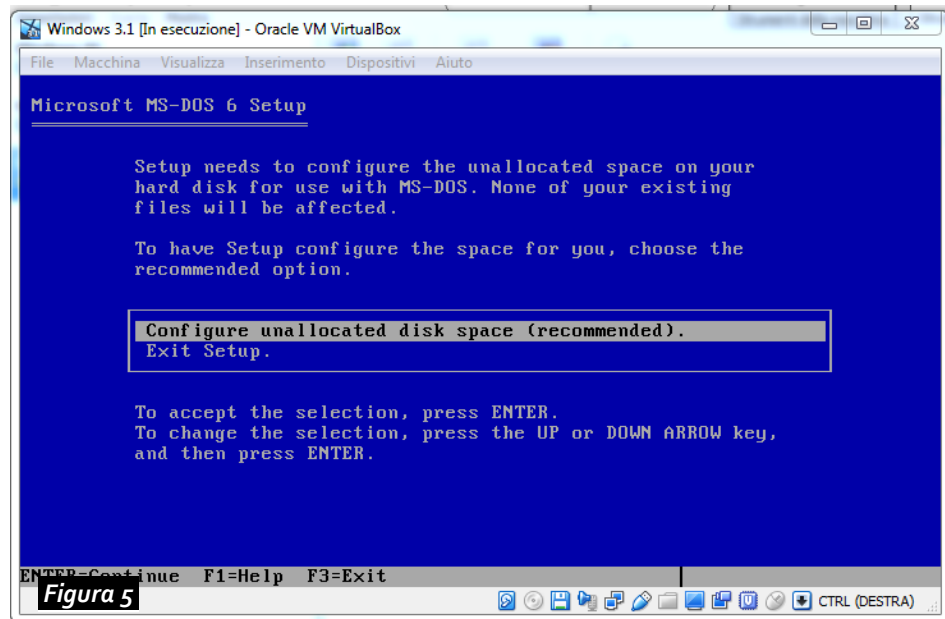 Windows 3.1 [In esecuzione] - Oracle VM VirtualBox
File Macchina Visualizza Inserimento Dispositivi Aiuto
Microsoft MS-DOS 6 Setup
Setup needs to configure the unallocated space on your
hard disk for use with MS-DOS. None of your existing
files will be affected.
To have Setup configure the space for you, choose the
recommended option.
Configure unallocated disk space (recommended).
Exit Setup.
To accept the selection, press ENTER.
To change the selection, press the UP or DOWN ARROW key,
and then press ENTER.
ENTER=Continue F1=Help F3=Exit
Figura 5
CTRL (DESTRA)